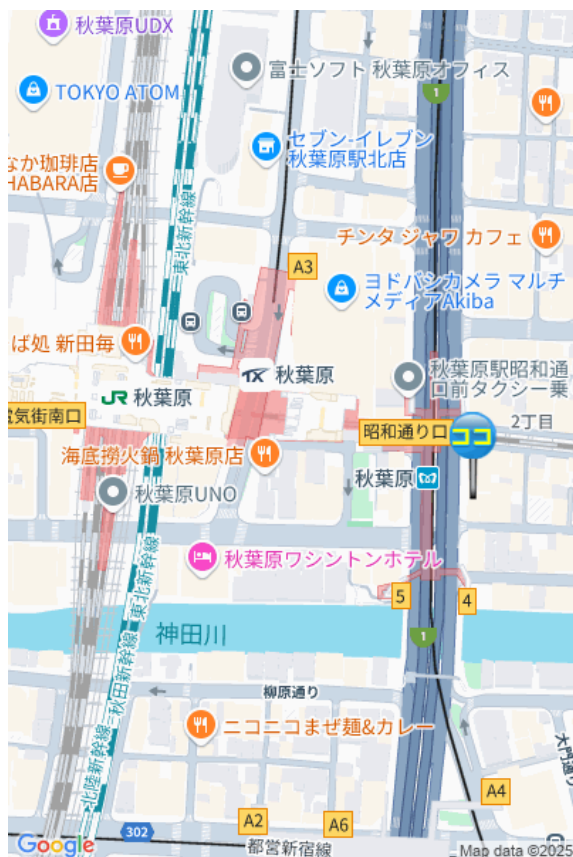 秋葉原UDX
TOKYO ATOM
富士ソフト 秋葉原オフィス
1
セブン-イレブン
秋葉原駅北店
なか珈琲店
HABARA店
東北新幹線
チンタ ジャワ カフェ
A3
ヨドバシカメラ マルチ
メディアAkiba
ば処 新田毎
TX 秋葉原
JR 秋葉原
秋葉原駅昭和通
り口前タクシー乗
電気街南口
昭和通り口
ココ
2丁目
海底撈火鍋 秋葉原店
秋葉原
秋葉原UNO
秋葉原ワシントンホテル
東北新幹線
5
4
神田川
1
秋田新幹線
柳原通り
ニコニコまぜ麺&カレー
大門通り
北陸新幹線
A4
302
A2
A6
都営新宿線
Google
Map data ©2025